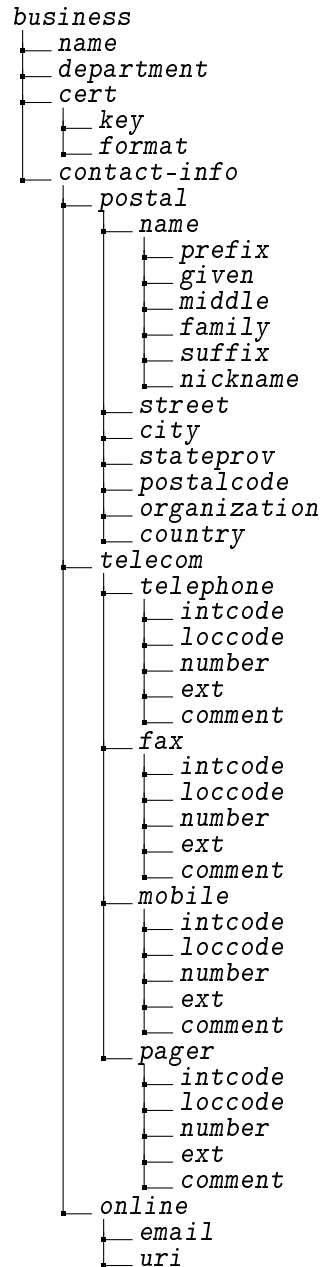 business
name
department
cert
key
format
contact-info
postal
name
prefix
given
middle
family
suffix
nickname
street
city
stateprov
postalcode
organization
country
telecom
telephone
intcode
loccode
number
ext
comment
fax
intcode
loccode
number
ext
comment
mobile
intcode
loccode
number
ext
comment
pager
intcode
loccode
number
ext
comment
online
email
uri